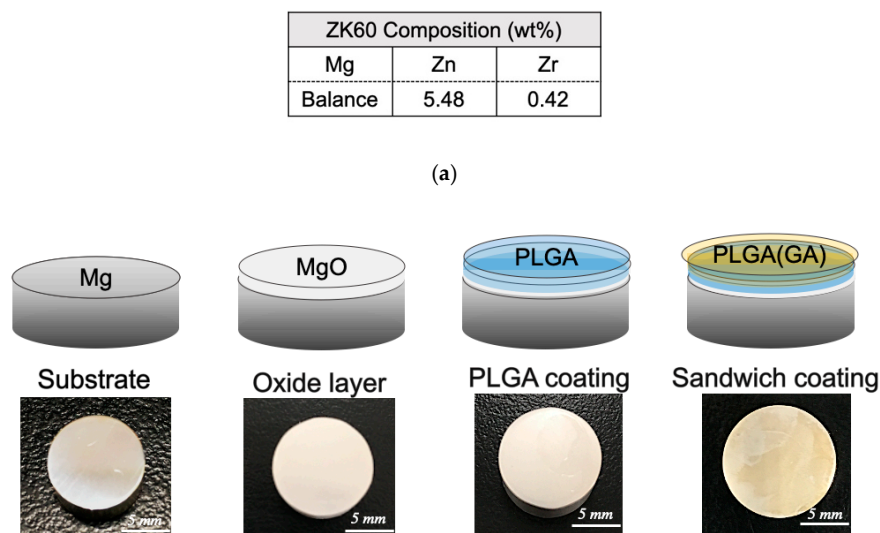 ZK60 Composition (wt%)
Mg Zn Zr
Balance 5.48 0.42
(a)
Mg MgO PLGA PLGA(GA)
Substrate Oxide layer PLGA coating Sandwich coating
5 mm 5 mm 5 mm 5 mm